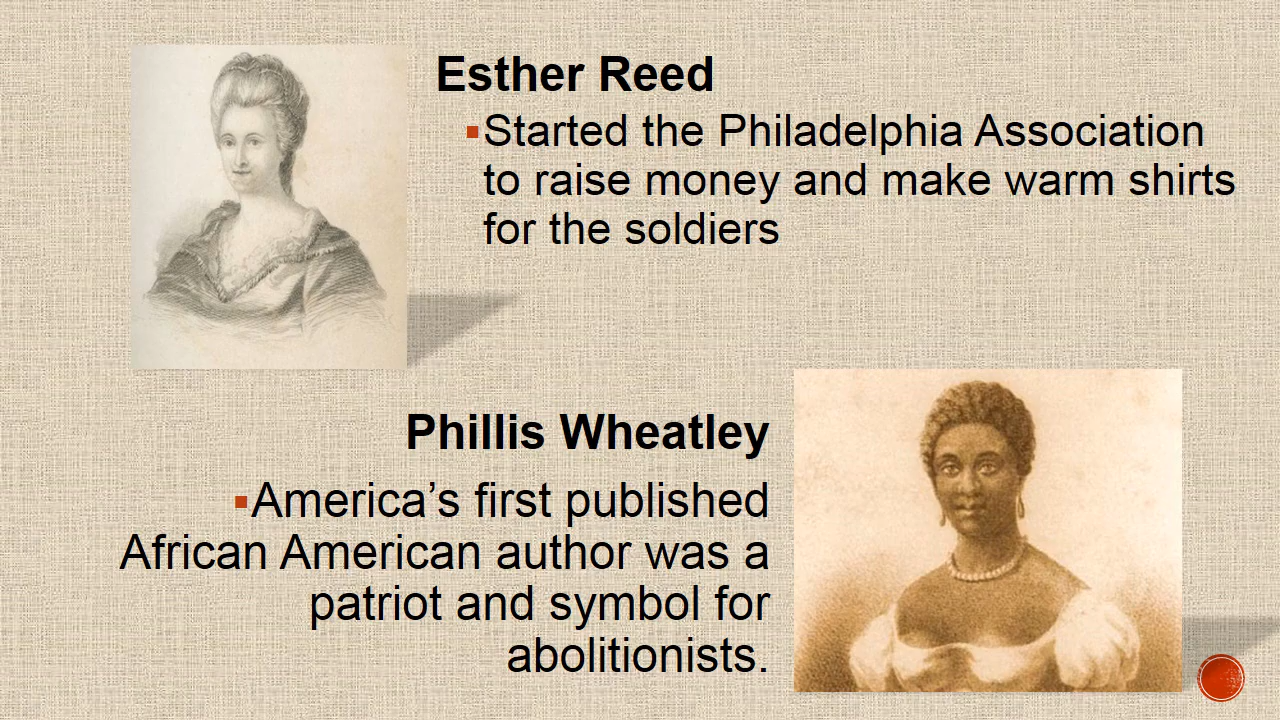 Esther Reed
▪Started the Philadelphia Association
to raise money and make warm shirts
for the soldiers
Phillis Wheatley
▪America’s first published
African American author was a
patriot and symbol for
abolitionists.